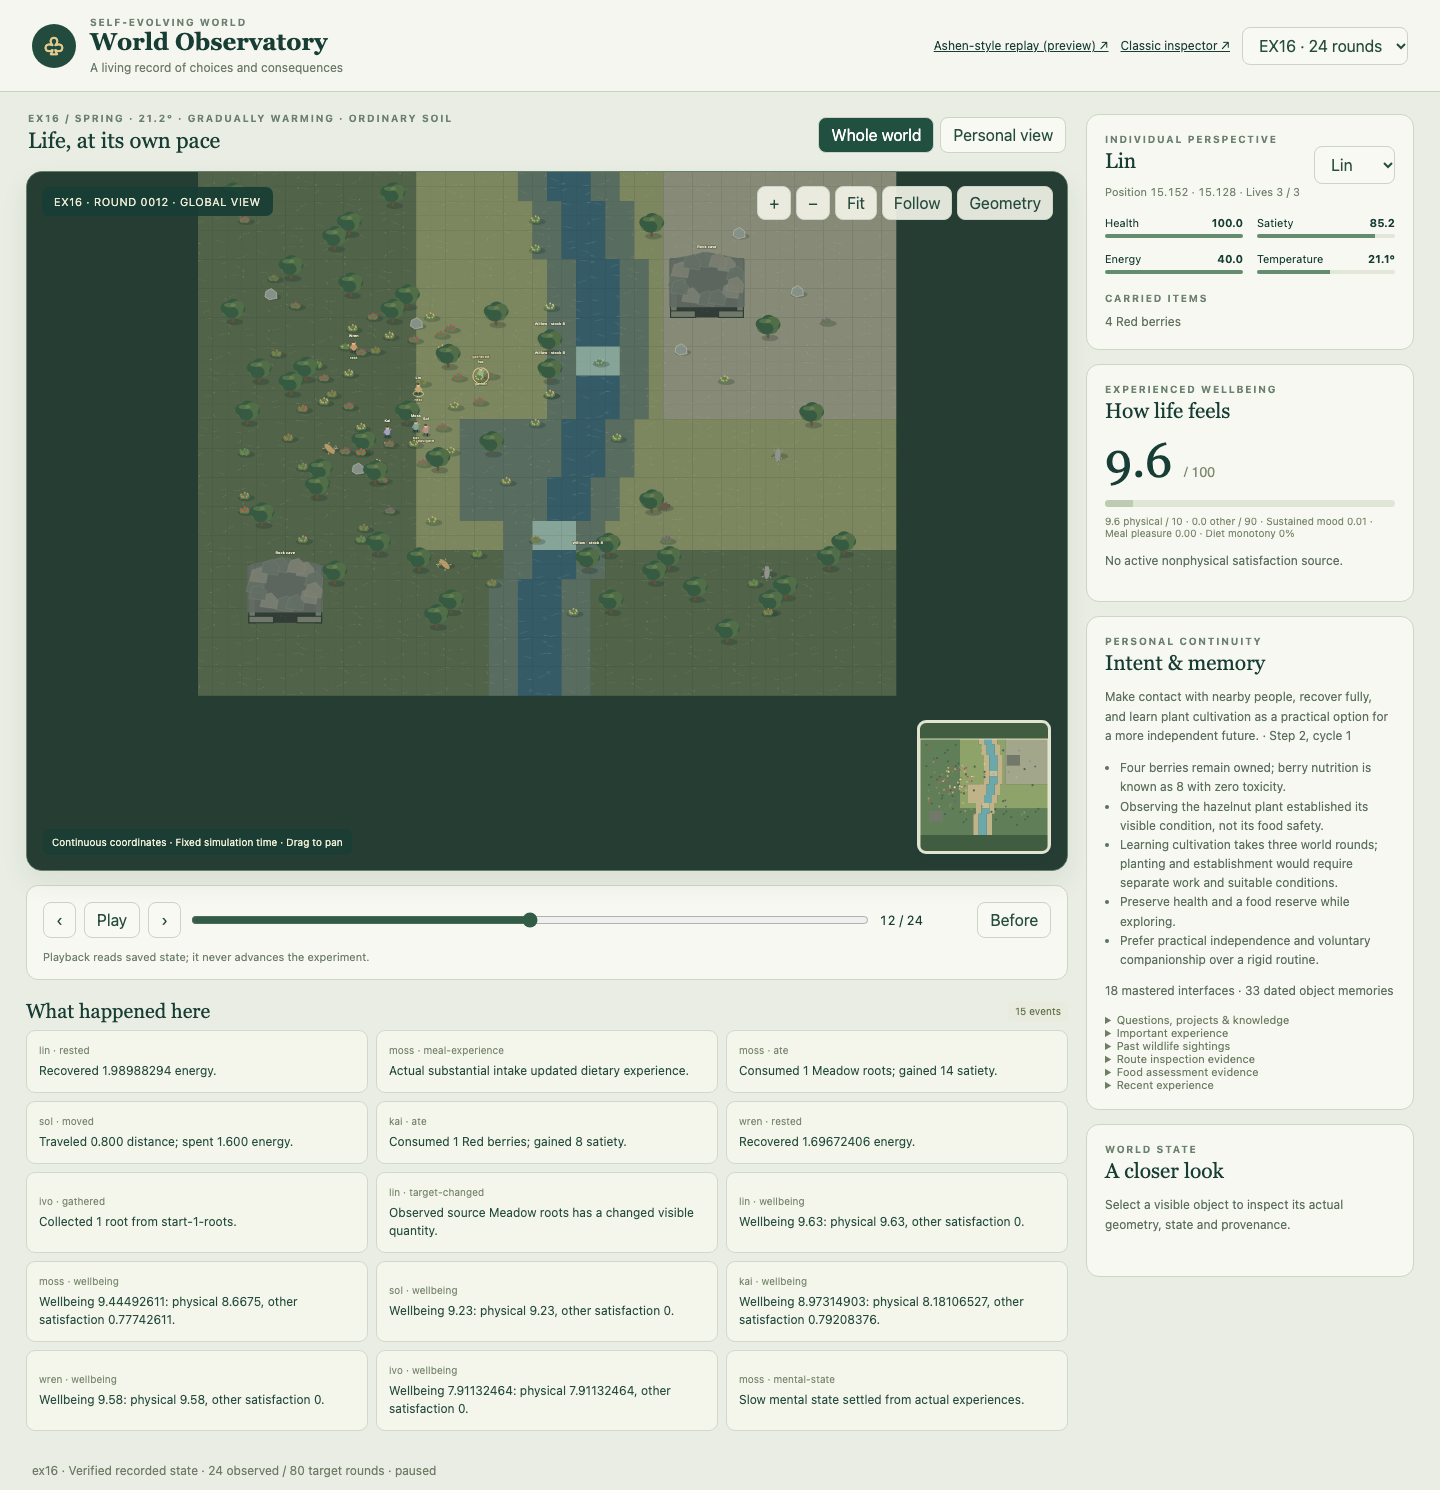 SELF-EVOLVING WORLD
World Observatory
A living record of choices and consequences
Ashen-style replay (preview) ↗
Classic inspector ↗
EX16 · 24 rounds
EX16 / SPRING · 21.2° · GRADUALLY WARMING · ORDINARY SOIL
Life, at its own pace
Whole world
Personal view
EX16 · ROUND 0012 · GLOBAL VIEW
+
−
Fit
Follow
Geometry
Rock cave
Willow · stock 8
Willow · stock 8
Wren
rest
Lin
rest
Kai
Moss
Sol
Willow · stock 8
Rock cave
Continuous coordinates · Fixed simulation time · Drag to pan
‹
Play
›
12 / 24
Before
Playback reads saved state; it never advances the experiment.
What happened here
15 events
lin · rested
Recovered 1.98988294 energy.
moss · meal-experience
Actual substantial intake updated dietary experience.
moss · ate
Consumed 1 Meadow roots; gained 14 satiety.
sol · moved
Traveled 0.800 distance; spent 1.600 energy.
kai · ate
Consumed 1 Red berries; gained 8 satiety.
wren · rested
Recovered 1.69672406 energy.
ivo · gathered
Collected 1 root from start-1-roots.
lin · target-changed
Observed source Meadow roots has a changed visible
quantity.
lin · wellbeing
Wellbeing 9.63: physical 9.63, other satisfaction 0.
moss · wellbeing
Wellbeing 9.44492611: physical 8.6675, other
satisfaction 0.77742611.
sol · wellbeing
Wellbeing 9.23: physical 9.23, other satisfaction 0.
kai · wellbeing
Wellbeing 8.97314903: physical 8.18106527, other
satisfaction 0.79208376.
wren · wellbeing
Wellbeing 9.58: physical 9.58, other satisfaction 0.
ivo · wellbeing
Wellbeing 7.91132464: physical 7.91132464, other
satisfaction 0.
moss · mental-state
Slow mental state settled from actual experiences.
ex16 · Verified recorded state · 24 observed / 80 target rounds · paused
INDIVIDUAL PERSPECTIVE
Lin
Lin
Position 15.152 · 15.128 · Lives 3 / 3
Health 100.0
Satiety 85.2
Energy 40.0
Temperature 21.1°
CARRIED ITEMS
4 Red berries
EXPERIENCED WELLBEING
How life feels
9.6 / 100
9.6 physical / 10 · 0.0 other / 90 · Sustained mood 0.01 ·
Meal pleasure 0.00 · Diet monotony 0%
No active nonphysical satisfaction source.
PERSONAL CONTINUITY
Intent & memory
Make contact with nearby people, recover fully,
and learn plant cultivation as a practical option for
a more independent future. · Step 2, cycle 1
• Four berries remain owned; berry nutrition is
known as 8 with zero toxicity.
• Observing the hazelnut plant established its
visible condition, not its food safety.
• Learning cultivation takes three world rounds;
planting and establishment would require
separate work and suitable conditions.
• Preserve health and a food reserve while
exploring.
• Prefer practical independence and voluntary
companionship over a rigid routine.
18 mastered interfaces · 33 dated object memories
▶ Questions, projects & knowledge
▶ Important experience
▶ Past wildlife sightings
▶ Route inspection evidence
▶ Food assessment evidence
▶ Recent experience
WORLD STATE
A closer look
Select a visible object to inspect its actual
geometry, state and provenance.